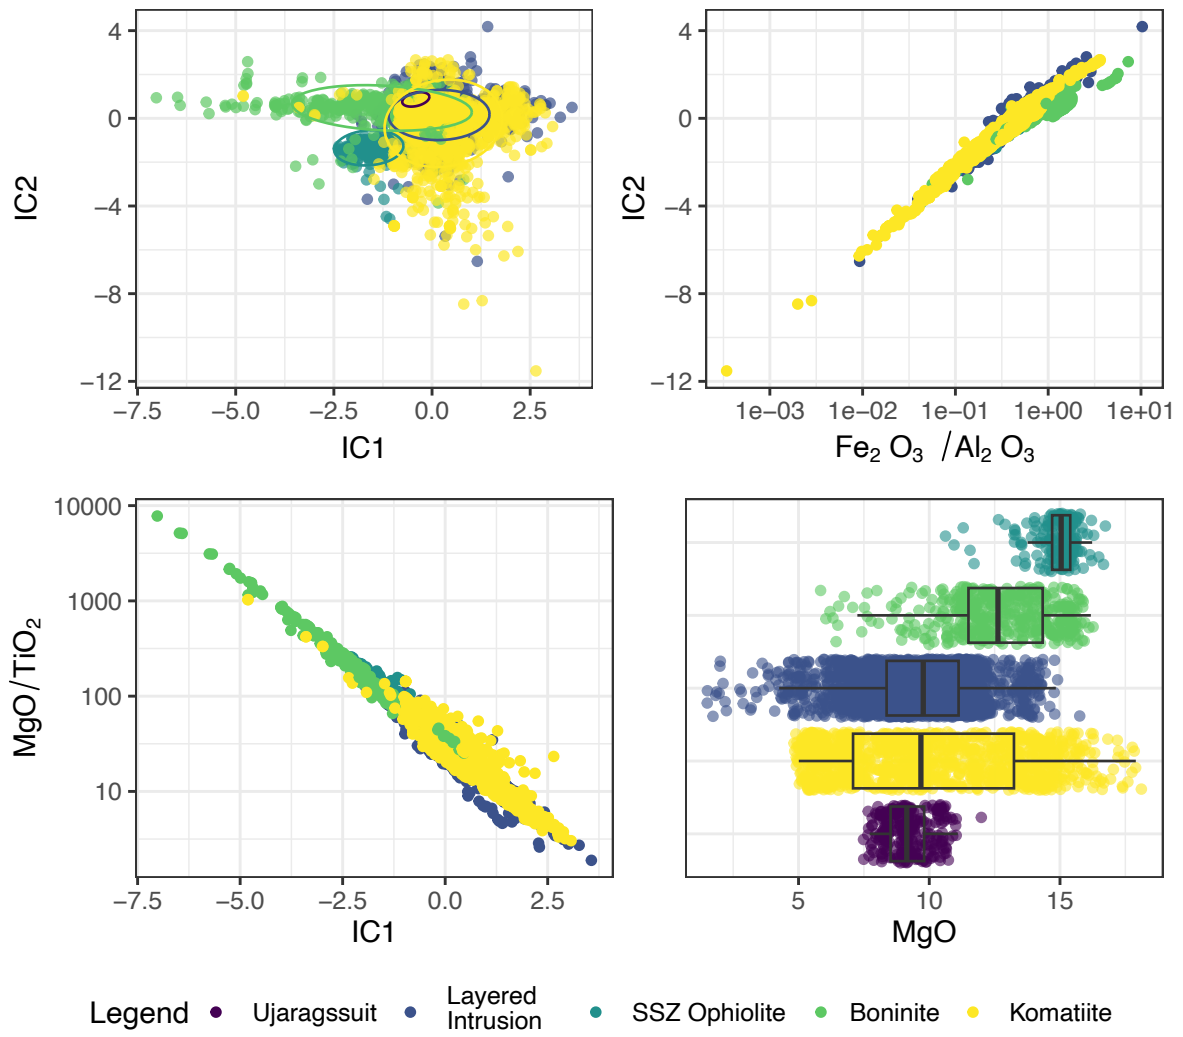 4
0
−4
−8
−12
IC2
−7.5 −5.0 −2.5 0.0 2.5
IC1
4
0
−4
−8
−12
IC2
1e−03 1e−02 1e−01 1e+00 1e+01
Fe₂ O₃ /Al₂ O₃
10000
1000
100
10
MgO/TiO₂
−7.5 −5.0 −2.5 0.0 2.5
IC1
5 10 15
MgO
Legend Ujaragssuit Layered Intrusion SSZ Ophiolite Boninite Komatiite